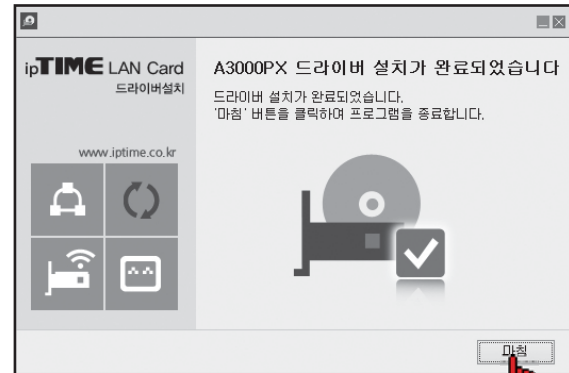 ipTIME LAN Card
드라이버설치
www.iptime.co.kr
A3000PX 드라이버 설치가 완료되었습니다
드라이버 설치가 완료되었습니다.
'마침' 버튼을 클릭하여 프로그램을 종료합니다.
마침